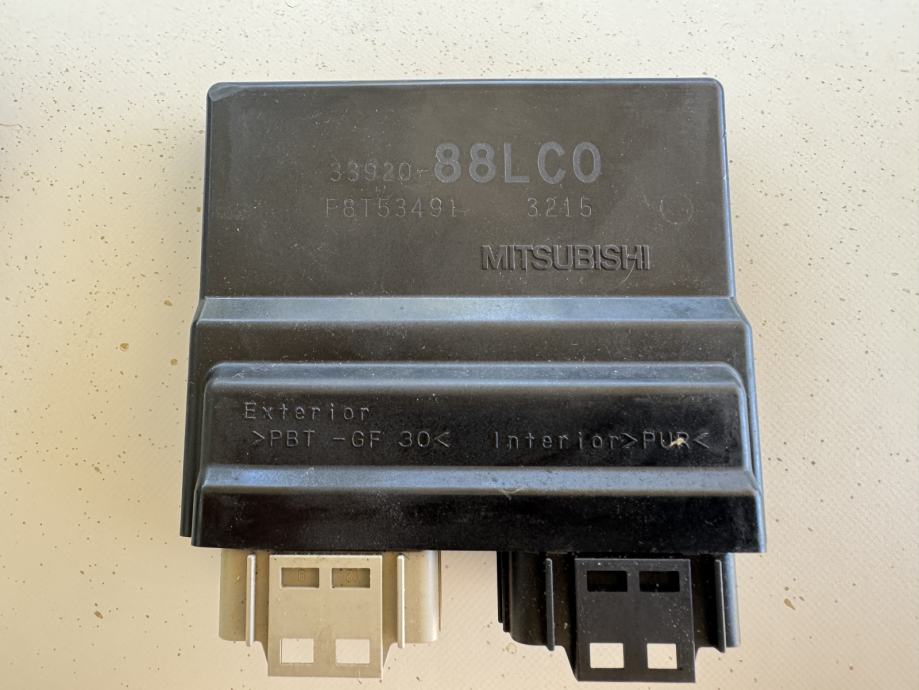 33920-88LC0
F8T53491 3215
MITSUBISHI
Exterior
>PBT -GF 30< Interior>PUR<